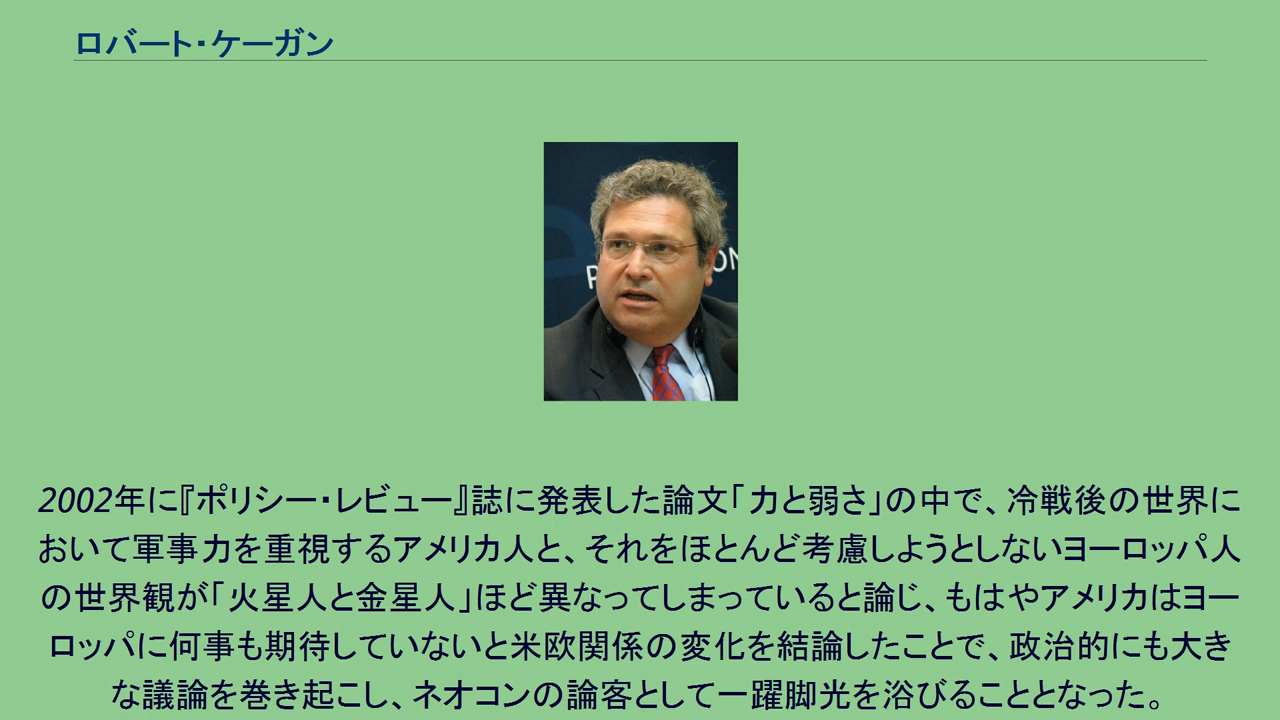 ロバート・ケーガン
2002年に『ポリシー・レビュー』誌に発表した論文「力と弱さ」の中で、冷戦後の世界に
おいて軍事力を重視するアメリカ人と、それをほとんど考慮しようとしないヨーロッパ人
の世界観が「火星人と金星人」ほど異なってしまっていると論じ、もはやアメリカはヨー
ロッパに何事も期待していないと米欧関係の変化を結論したことで、政治的にも大き
な議論を巻き起こし、ネオコンの論客として一躍脚光を浴びることとなった。